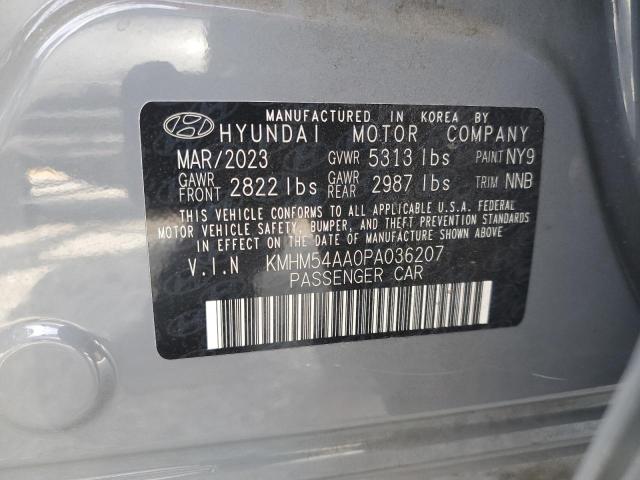 MANUFACTURED IN KOREA BY
HYUNDAI MOTOR COMPANY
MAR/2023 GVWR 5313 lbs PAINT NY9
GAWR FRONT 2822 lbs GAWR REAR 2987 lbs TRIM NNB
THIS VEHICLE CONFORMS TO ALL APPLICABLE U.S.A. FEDERAL
MOTOR VEHICLE SAFETY, BUMPER, AND THEFT PREVENTION STANDARDS
IN EFFECT ON THE DATE OF MANUFACTURE SHOWN ABOVE.
V.I.N KMHM54AA0PA036207
PASSENGER CAR